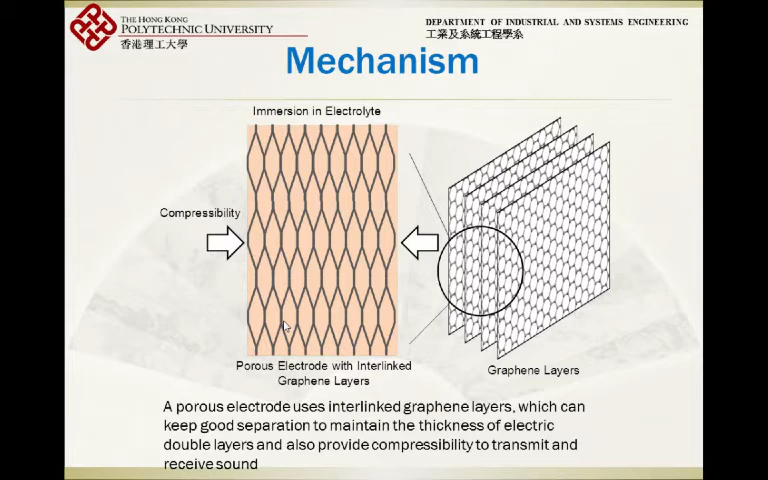 THE HONG KONG
POLYTECHNIC UNIVERSITY
香港理工大學
DEPARTMENT OF INDUSTRIAL AND SYSTEMS ENGINEERING
工業及系統工程學系
Mechanism
Immersion in Electrolyte
Compressibility
Porous Electrode with Interlinked
Graphene Layers
Graphene Layers
A porous electrode uses interlinked graphene layers, which can
keep good separation to maintain the thickness of electric
double layers and also provide compressibility to transmit and
receive sound